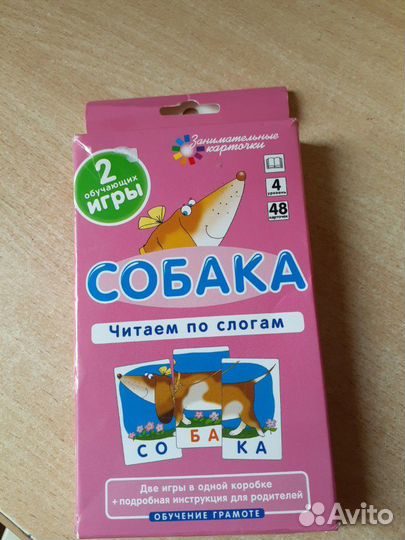 Занимательные
карточки
2
обучающих
игры
4
уровень
48
карточек
СОБАКА
Читаем по слогам
СО БА КА
Две игры в одной коробке
+подробная инструкция для родителей
ОБУЧЕНИЕ ГРАМОТЕ
Avito